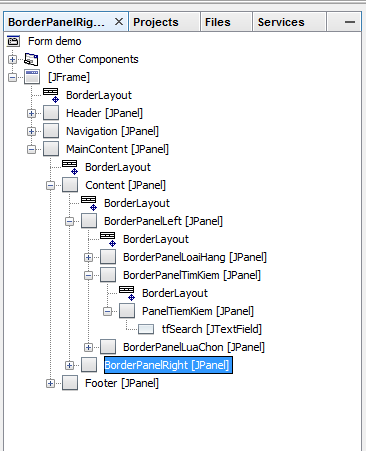 BorderPanelRig... × Projects Files Services
Form demo
Other Components
[JFrame]
BorderLayout
Header [JPanel]
Navigation [JPanel]
MainContent [JPanel]
BorderLayout
Content [JPanel]
BorderLayout
BorderPanelLeft [JPanel]
BorderLayout
BorderPanelLoaiHang [JPanel]
BorderPanelTimKiem [JPanel]
BorderLayout
PanelTiemKiem [JPanel]
tfSearch [JTextField]
BorderPanelLuaChon [JPanel]
BorderPanelRight [JPanel]
Footer [JPanel]